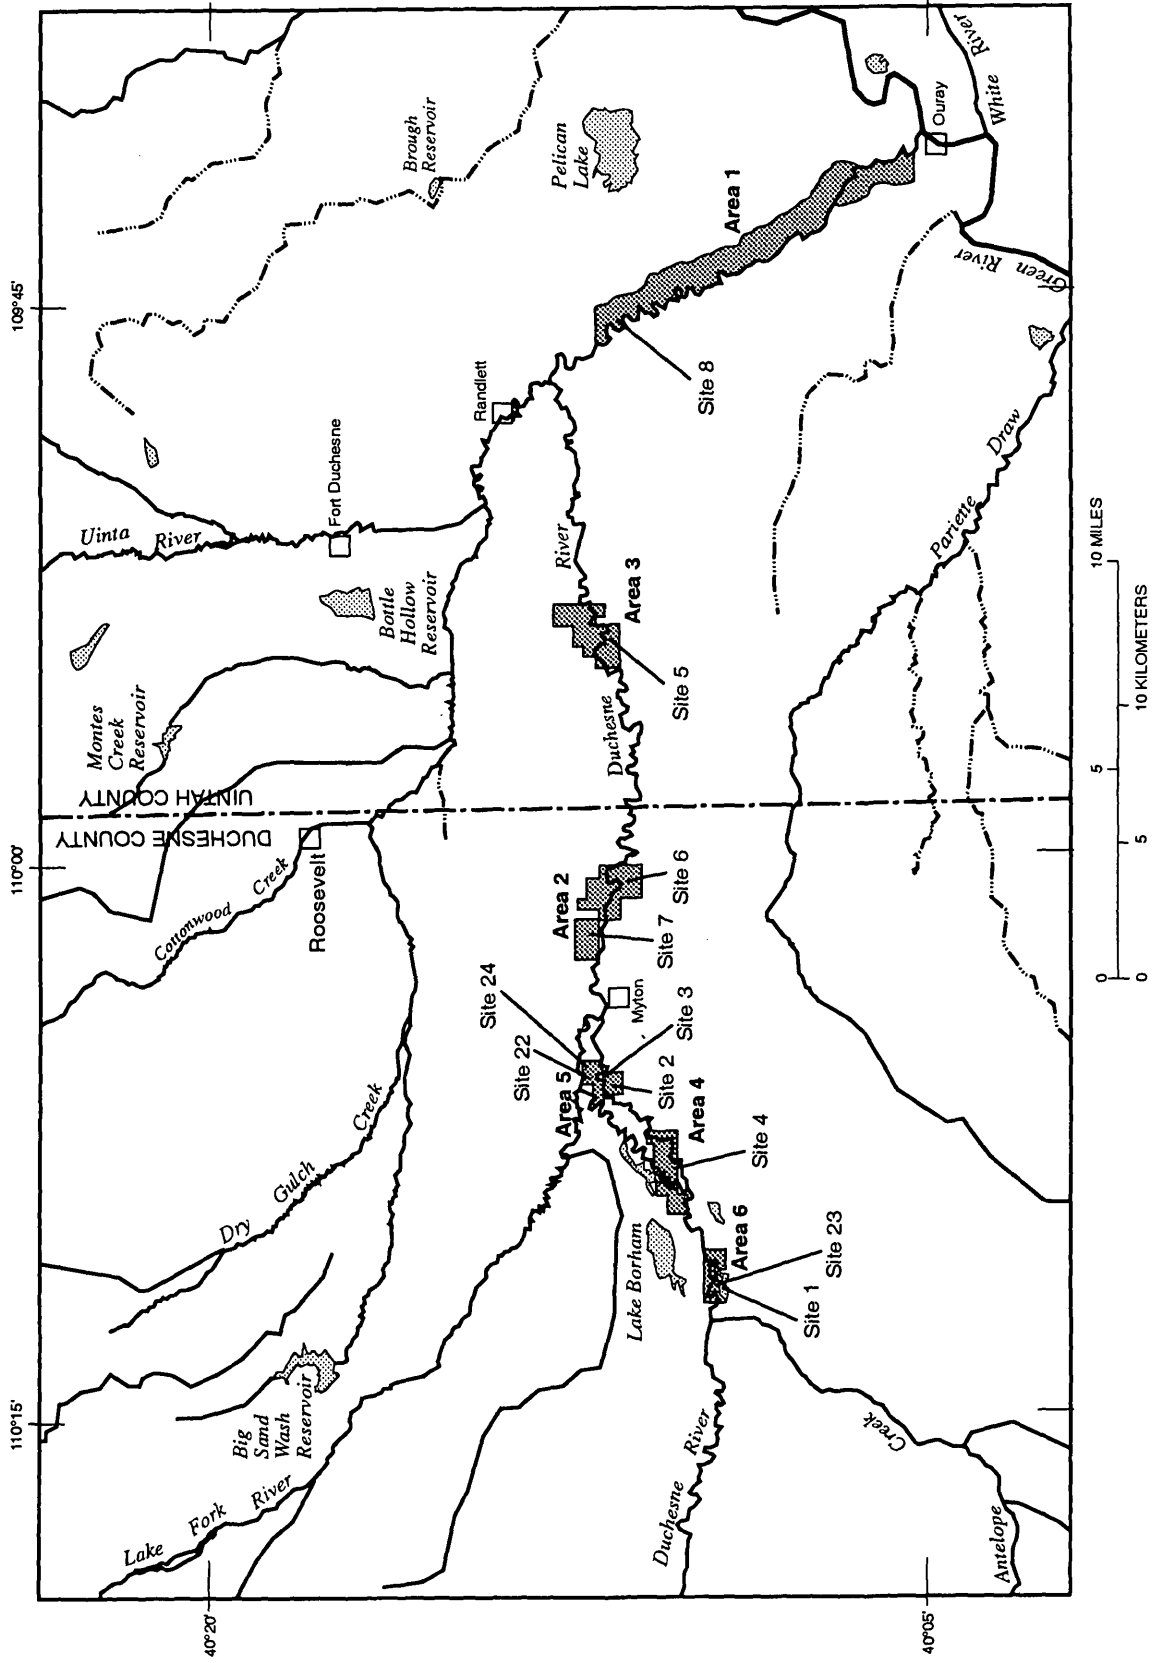 110°15'
110°00'
109°45'
40°20'
40°05'
Lake Fork River
Big
Sand
Wash
Reservoir
Dry Gulch Creek
Cottonwood Creek
Roosevelt
DUCHESNE COUNTY
UINTAH COUNTY
Montes
Creek
Reservoir
Bottle
Hollow
Reservoir
Uinta River
Fort Duchesne
Randlett
Brough
Reservoir
Pelican
Lake
Area 1
Site 8
Ouray
White River
Green River
Pariette Draw
Duchesne River
Area 3
Site 5
Area 2
Site 6
Site 7
Myton
Site 24
Site 22
Area 5
Site 3
Site 2
Area 4
Site 4
Lake Borham
Area 6
Site 23
Site 1
Duchesne River
Antelope Creek
0 5 10 MILES
0 5 10 KILOMETERS